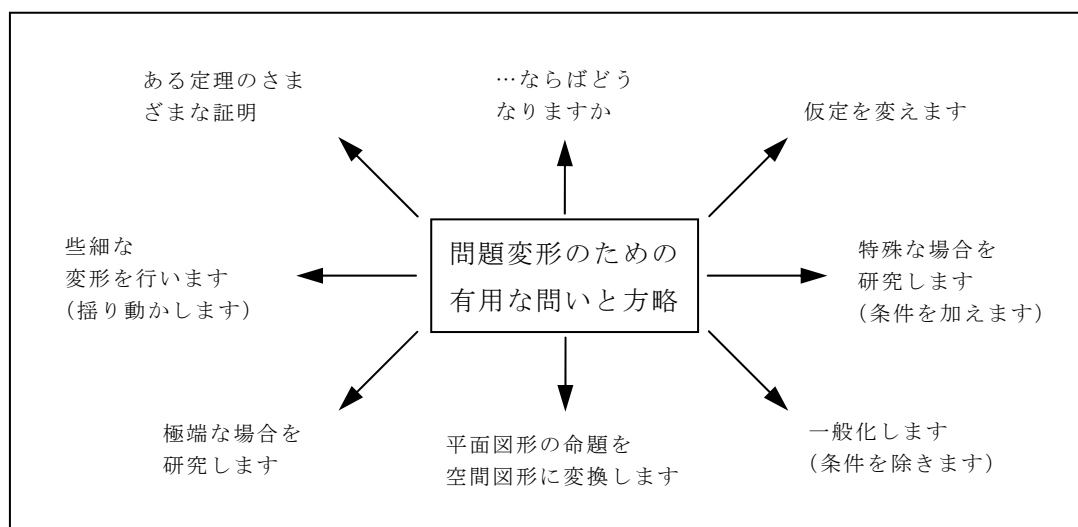 ある定理のさま
ざまな証明
…ならばどう
なりますか
仮定を変えます
些細な
変形を行います
(揺り動かします)
問題変形のための
有用な問いと方略
特殊な場合を
研究します
(条件を加えます)
極端な場合を
研究します
平面図形の命題を
空間図形に変換します
一般化します
(条件を除きます)